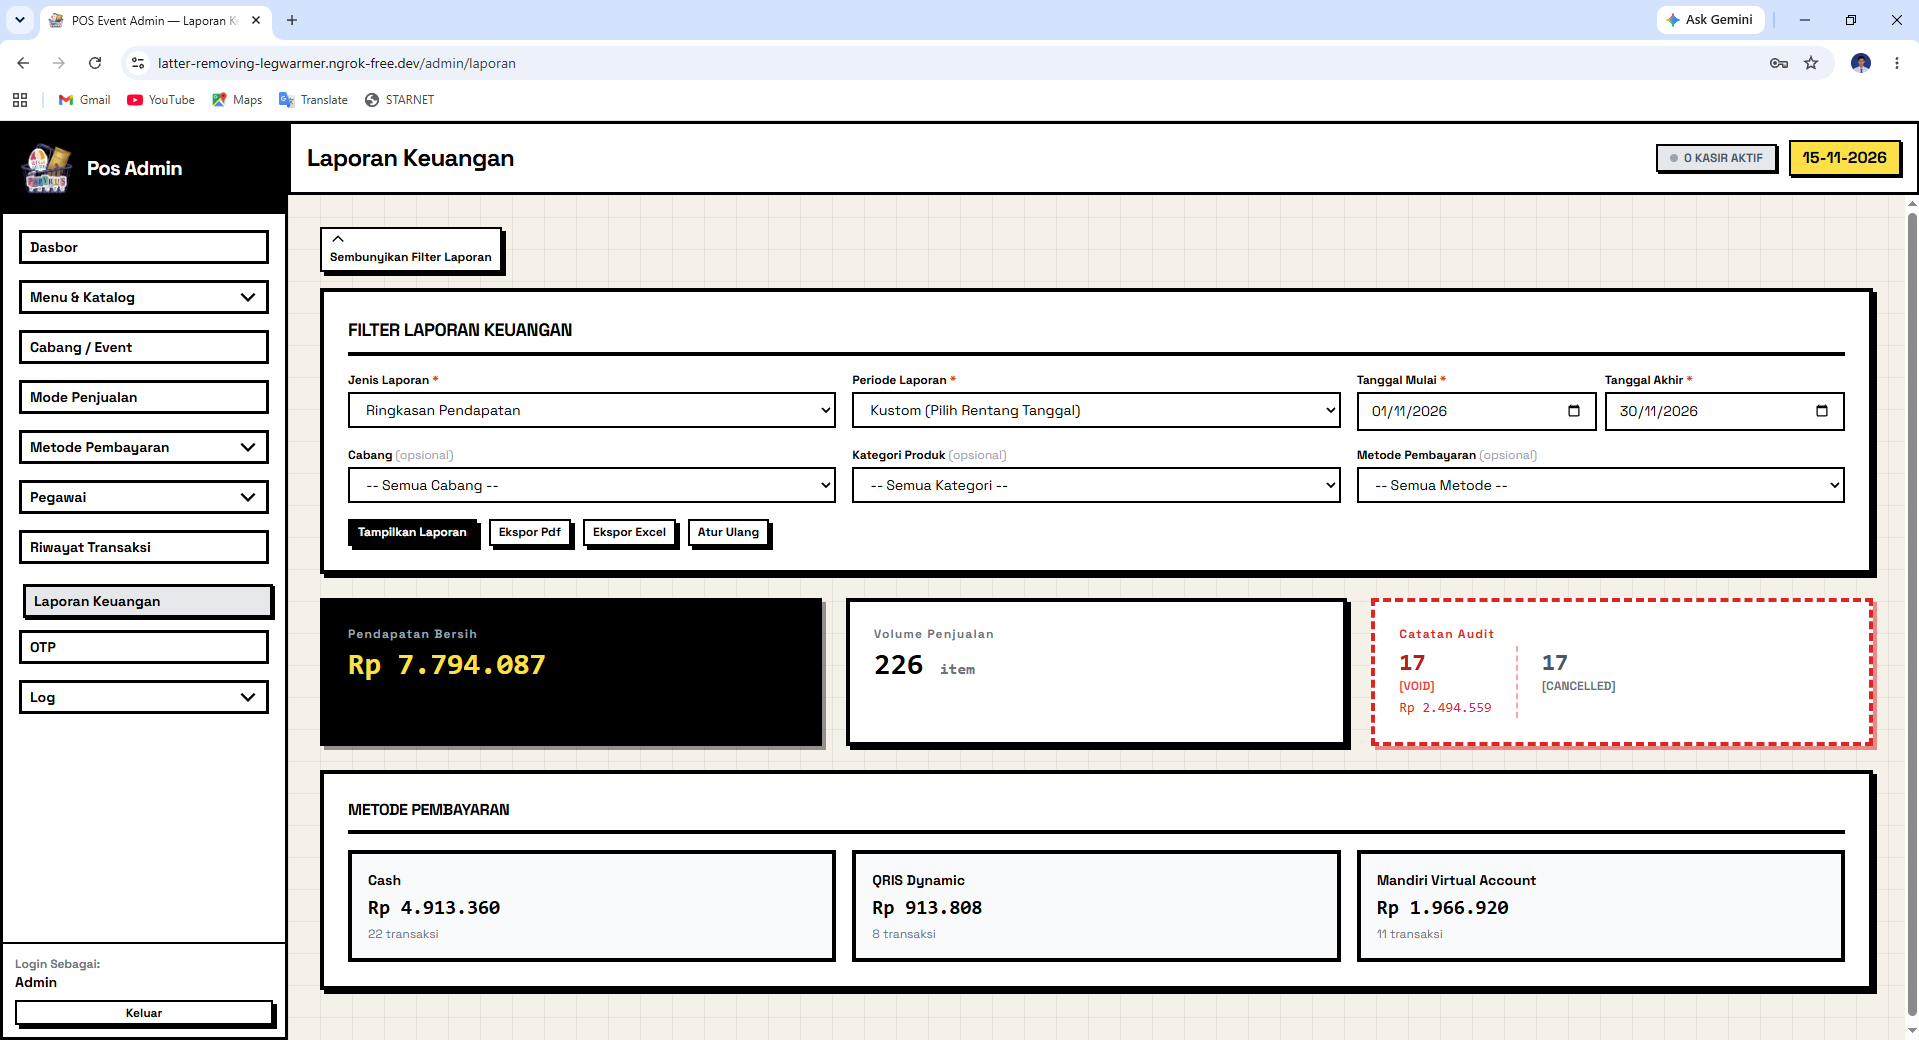 POS Event Admin — Laporan K
Ask Gemini
latter-removing-legwarmer.ngrok-free.dev/admin/laporan
Gmail
YouTube
Maps
Translate
STARNET
Pos Admin
Laporan Keuangan
0 KASIR AKTIF
15-11-2026
Dasbor
Menu & Katalog
Cabang / Event
Mode Penjualan
Metode Pembayaran
Pegawai
Riwayat Transaksi
Laporan Keuangan
OTP
Log
Login Sebagai:
Admin
Keluar
Sembunyikan Filter Laporan
FILTER LAPORAN KEUANGAN
Jenis Laporan *
Ringkasan Pendapatan
Periode Laporan *
Kustom (Pilih Rentang Tanggal)
Tanggal Mulai *
01/11/2026
Tanggal Akhir *
30/11/2026
Cabang (opsional)
-- Semua Cabang --
Kategori Produk (opsional)
-- Semua Kategori --
Metode Pembayaran (opsional)
-- Semua Metode --
Tampilkan Laporan
Ekspor Pdf
Ekspor Excel
Atur Ulang
Pendapatan Bersih
Rp 7.794.087
Volume Penjualan
226 item
Catatan Audit
17
[VOID]
Rp 2.494.559
17
[CANCELLED]
METODE PEMBAYARAN
Cash
Rp 4.913.360
22 transaksi
QRIS Dynamic
Rp 913.808
8 transaksi
Mandiri Virtual Account
Rp 1.966.920
11 transaksi